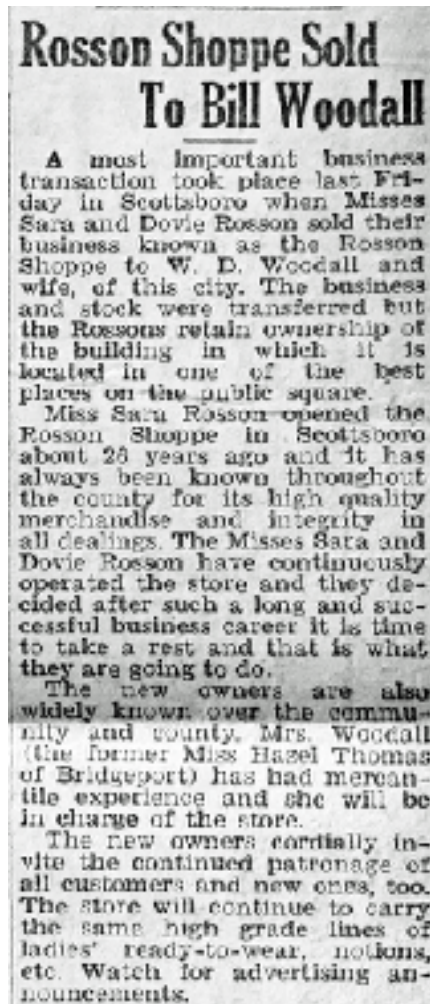 Rosson Shoppe Sold
To Bill Woodall
A most important business
transaction took place last Fri-
day in Scottsboro when Misses
Sara and Dovie Rosson sold their
business known as the Rosson
Shoppe to W. D. Woodall and
wife, of this city. The business
and stock were transferred but
the Rossons retain ownership of
the building in which it is
located in one of the best
places on the public square.
Miss Sara Rosson opened the
Rosson Shoppe in Scottsboro
about 26 years ago and it has
always been known throughout
the county for its high quality
merchandise and integrity in
all dealings. The Misses Sara and
Dovie Rosson have continuously
operated the store and they de-
cided after such a long and suc-
cessful business career it is time
to take a rest and that is what
they are going to do.
The new owners are also
widely known over the commu-
nity and county. Mrs. Woodall
(the former Miss Hazel Thomas
of Bridgeport) has had mercan-
tile experience and she will be
in charge of the store.
The new owners cordially in-
vite the continued patronage of
all customers and new ones, too.
The store will continue to carry
the same high grade lines of
ladies' ready-to-wear, notions,
etc. Watch for advertising an-
nouncements.